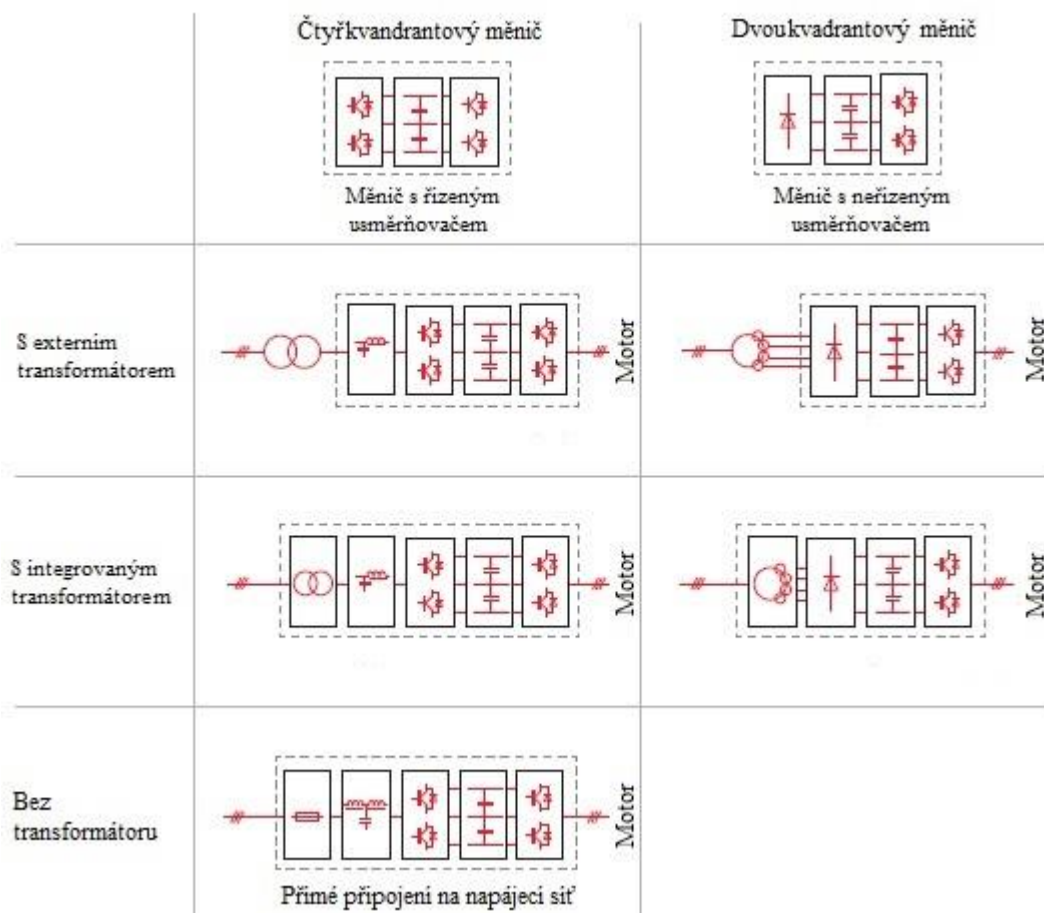 Čtyřkvandrantový měnič
Dvoukvadrantový měnič
Měnič s řízeným
usměrňovačem
Měnič s neřízeným
usměrňovačem
S externím
transformátorem
Motor
Motor
S integrovaným
transformátorem
Motor
Motor
Bez
transformátoru
Motor
Přímé připojení na napájecí síť